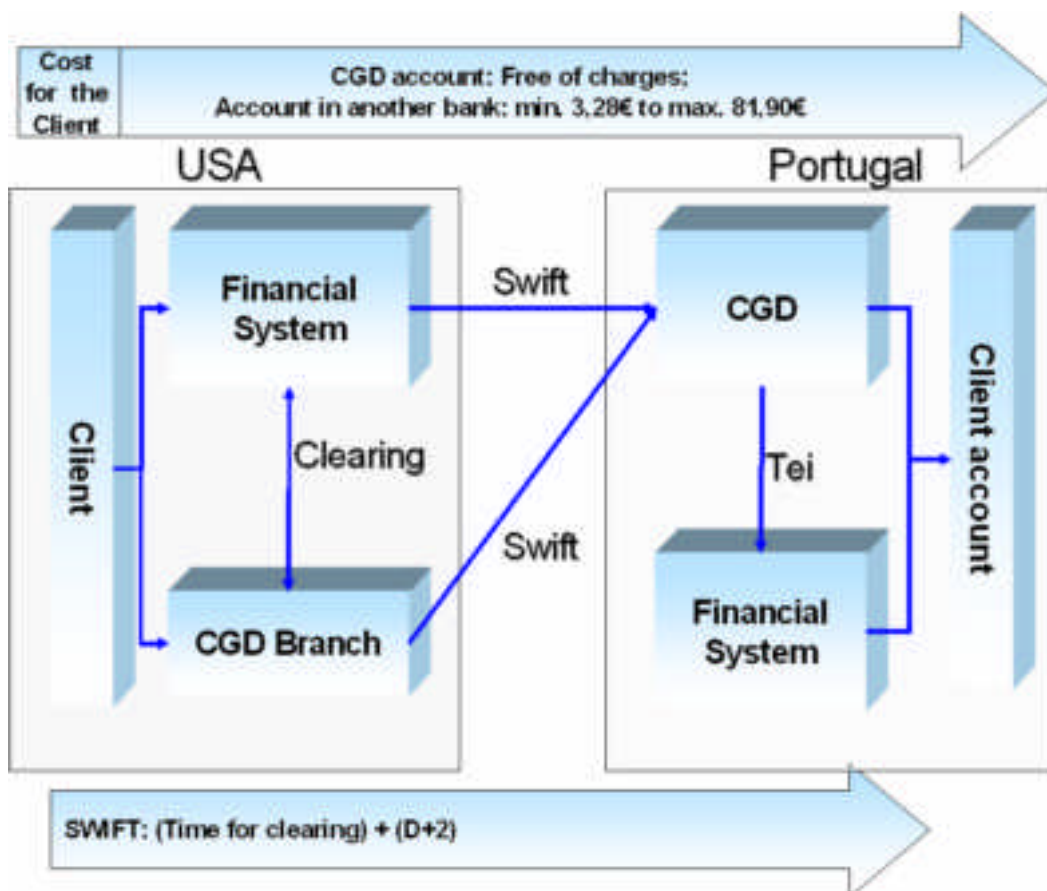 Cost
for the
Client
CGD account: Free of charges;
Account in another bank: min. 3,28€ to max. 81,90€
USA
Portugal
Client
Financial
System
Clearing
CGD Branch
Swift
Swift
CGD
Tei
Financial
System
Client account
SWIFT: (Time for clearing) + (D+2)